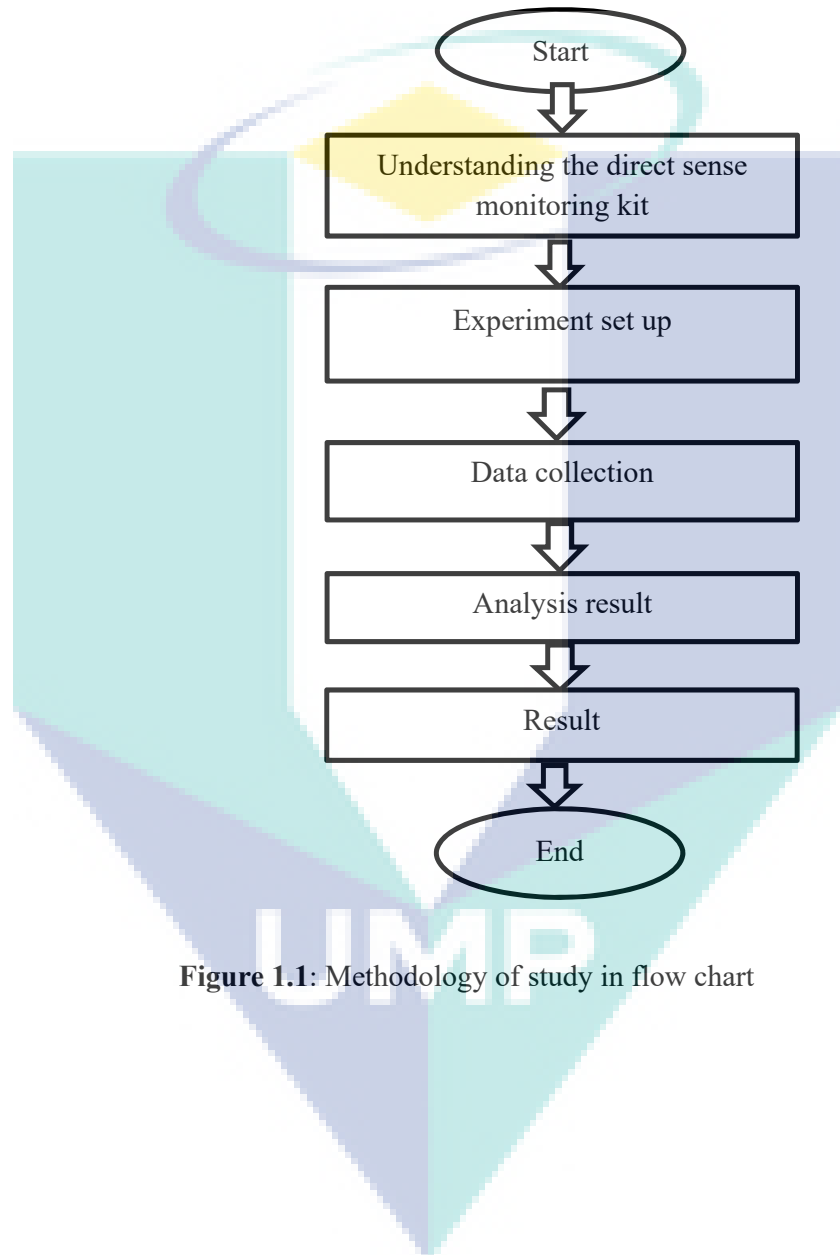 Start
Understanding the direct sense
monitoring kit
Experiment set up
Data collection
Analysis result
Result
End
UMP
Figure 1.1: Methodology of study in flow chart